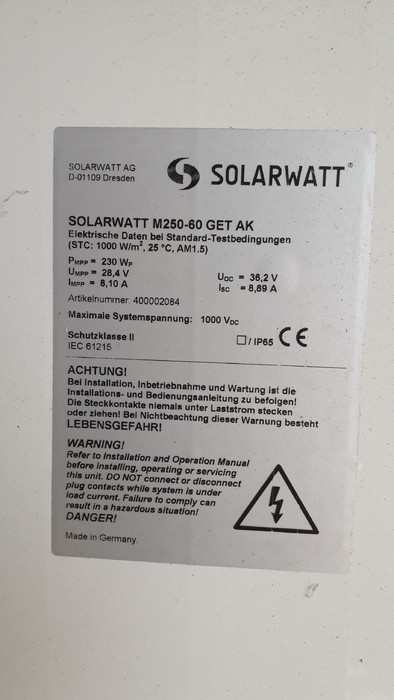 SOLARWATT AG
D-01109 Dresden
SOLARWATT®
SOLARWATT M250-60 GET AK
Elektrische Daten bei Standard-Testbedingungen
(STC: 1000 W/m², 25 °C, AM1.5)
PMPP = 230 WP
UMPP = 28,4 V
IMPP = 8,10 A
UOC = 36,2 V
ISC = 8,89 A
Artikelnummer: 400002084
Maximale Systemspannung: 1000 VDC
Schutzklasse II
IEC 61215
/ IP65 CE
ACHTUNG!
Bei Installation, Inbetriebnahme und Wartung ist die
Installations- und Bedienungsanleitung zu befolgen!
Die Steckkontakte niemals unter Laststrom stecken
oder ziehen! Bei Nichtbeachtung dieser Warnung besteht
LEBENSGEFAHR!
WARNING!
Refer to Installation and Operation Manual
before installing, operating or servicing
this unit. DO NOT connect or disconnect
plug contacts while system is under
load current. Failure to comply can
result in a hazardous situation!
DANGER!
Made in Germany.